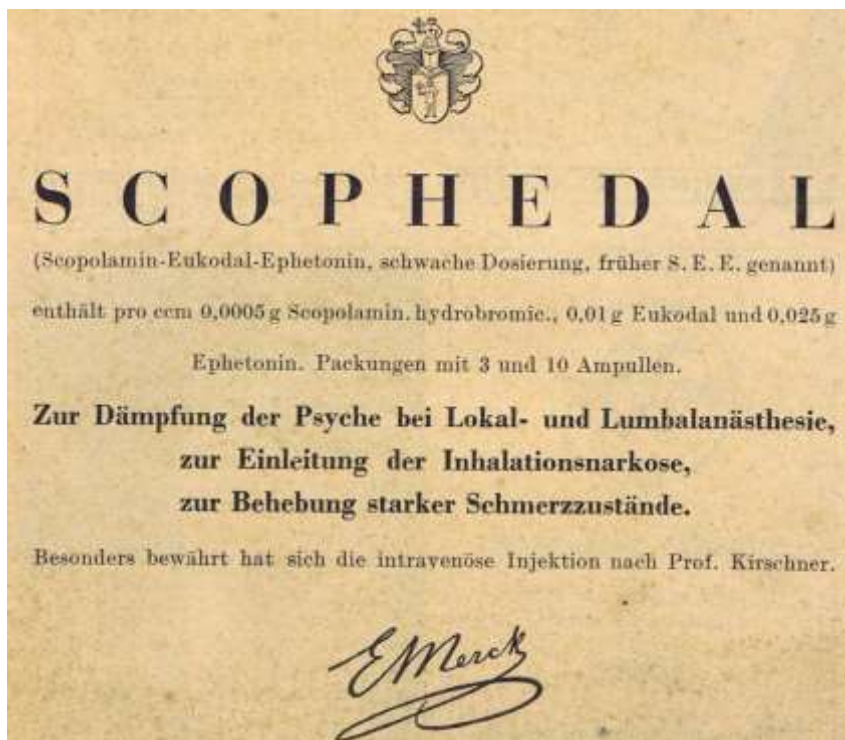 SCOPHEDAL
(Scopolamin-Eukodal-Ephetonin, schwache Dosierung, früher S. E. E. genannt)
enthält pro ccm 0,0005 g Scopolamin. hydrobromic., 0,01 g Eukodal und 0,025 g
Ephetonin. Packungen mit 3 und 10 Ampullen.
Zur Dämpfung der Psyche bei Lokal- und Lumbalanästhesie,
zur Einleitung der Inhalationsnarkose,
zur Behebung starker Schmerzzustände.
Besonders bewährt hat sich die intravenöse Injektion nach Prof. Kirschner.
E Merck